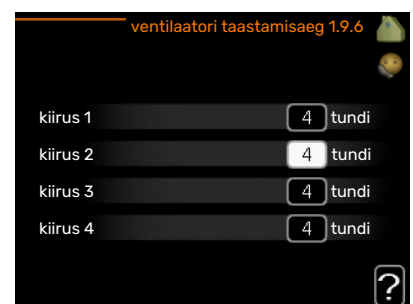 ventilaatori taastamisaeg 1.9.6
kiirus 1 4 tundi
kiirus 2 4 tundi
kiirus 3 4 tundi
kiirus 4 4 tundi
?